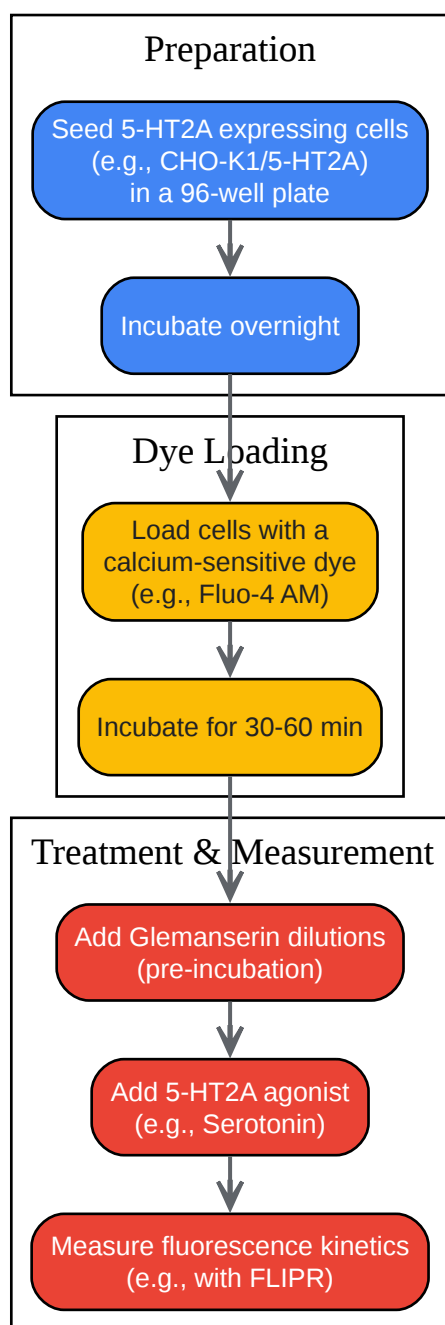 Preparation
Seed 5-HT2A expressing cells
(e.g., CHO-K1/5-HT2A)
in a 96-well plate
Incubate overnight
Dye Loading
Load cells with a
calcium-sensitive dye
(e.g., Fluo-4 AM)
Incubate for 30-60 min
Treatment & Measurement
Add Glemanserin dilutions
(pre-incubation)
Add 5-HT2A agonist
(e.g., Serotonin)
Measure fluorescence kinetics
(e.g., with FLIPR)